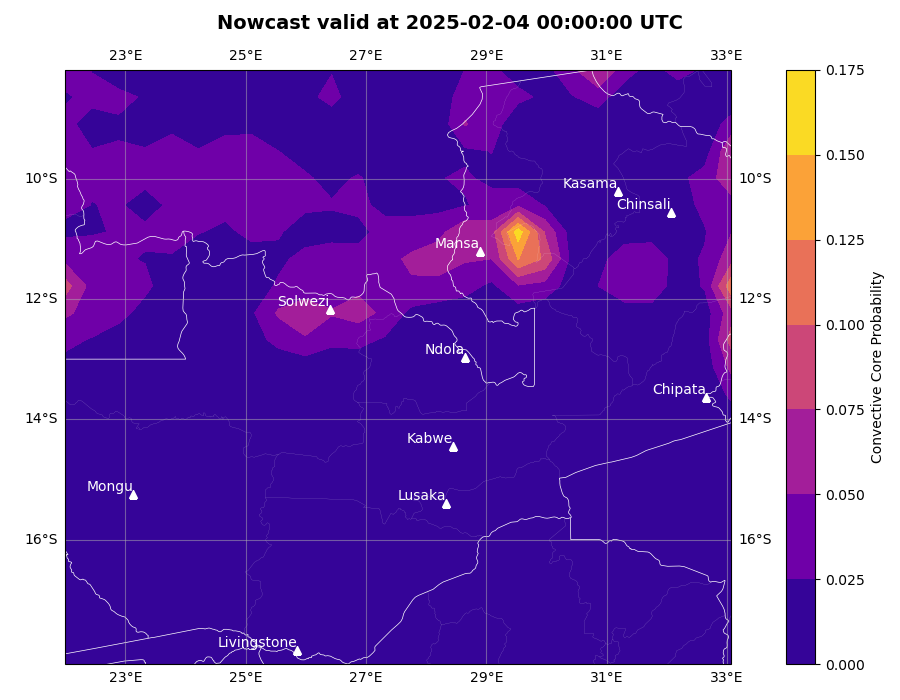 Nowcast valid at 2025-02-04 00:00:00 UTC
23°E 25°E 27°E 29°E 31°E 33°E
0.175
0.150
10°S 10°S
Kasama
Chinsali
Mansa
0.125
12°S 12°S
Solwezi
0.100
Ndola
Chipata
0.075
14°S 14°S
Kabwe
Mongu
Lusaka
0.050
16°S 16°S
0.025
Livingstone
0.000
23°E 25°E 27°E 29°E 31°E 33°E
Convective Core Probability